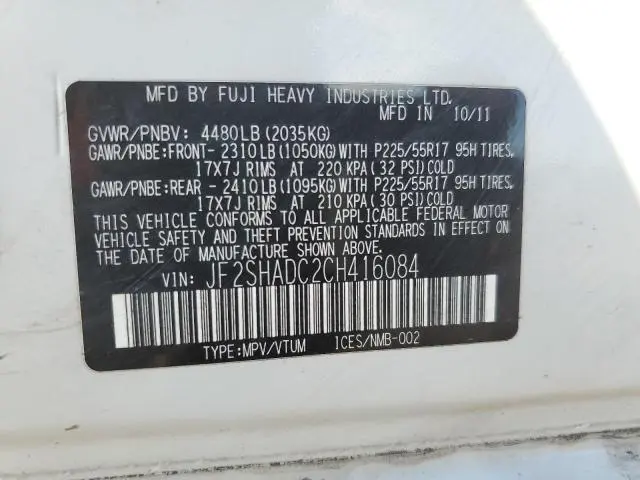 MFD BY FUJI HEAVY INDUSTRIES LTD.
MFD IN 10/11
GVWR/PNBV: 4480LB(2035KG)
GAWR/PNBE:FRONT-2310LB(1050KG)WITH P225/55R17 95H TIRES,
17X7J RIMS AT 220 KPA(32 PSI)COLD
GAWR/PNBE:REAR -2410LB(1095KG)WITH P225/55R17 95H TIRES,
17X7J RIMS AT 210 KPA(30 PSI)COLD
THIS VEHICLE CONFORMS TO ALL APPLICABLE FEDERAL MOTOR
VEHICLE SAFETY AND THEFT PREVENTION STANDARDS IN EFFECT ON
THE DATE OF MANUFACTURE SHOWN ABOVE.
VIN: JF2SHADC2CH416084
TYPE:MPV/VTUM ICES/NMB-002